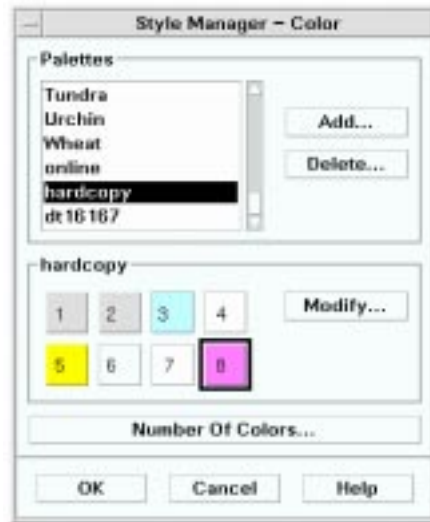 Style Manager – Color
Palettes
Tundra
Urchin
Wheat
online
hardcopy
dt16167
Add...
Delete...
hardcopy
1 2 3 4
5 6 7 8
Modify...
Number Of Colors...
OK Cancel Help